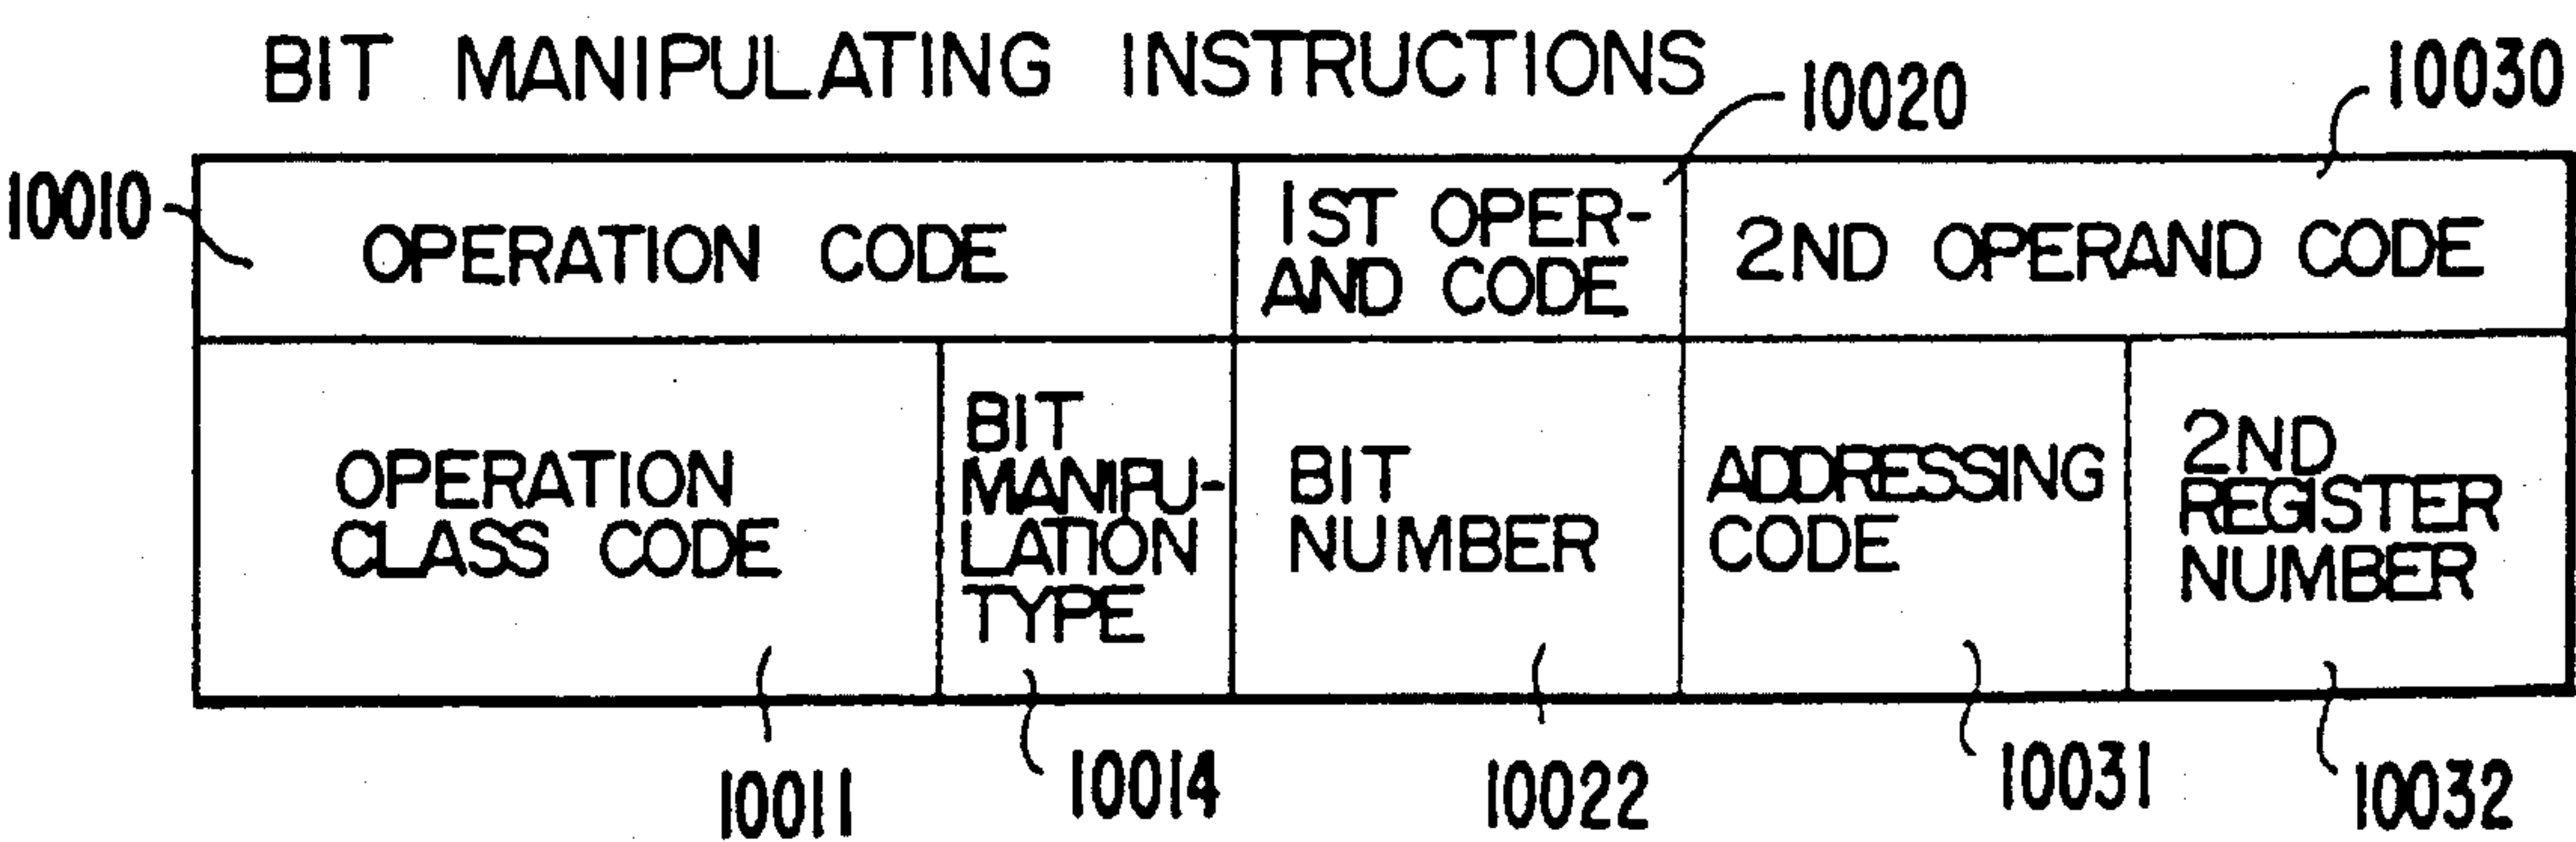 BIT MANIPULATING INSTRUCTIONS
10020
10030
10010
OPERATION CODE
1ST OPER-
AND CODE
2ND OPERAND CODE
OPERATION
CLASS CODE
BIT
MANIPU-
LATION
TYPE
BIT
NUMBER
ADDRESSING
CODE
2ND
REGISTER
NUMBER
10011
10014
10022
10031
10032